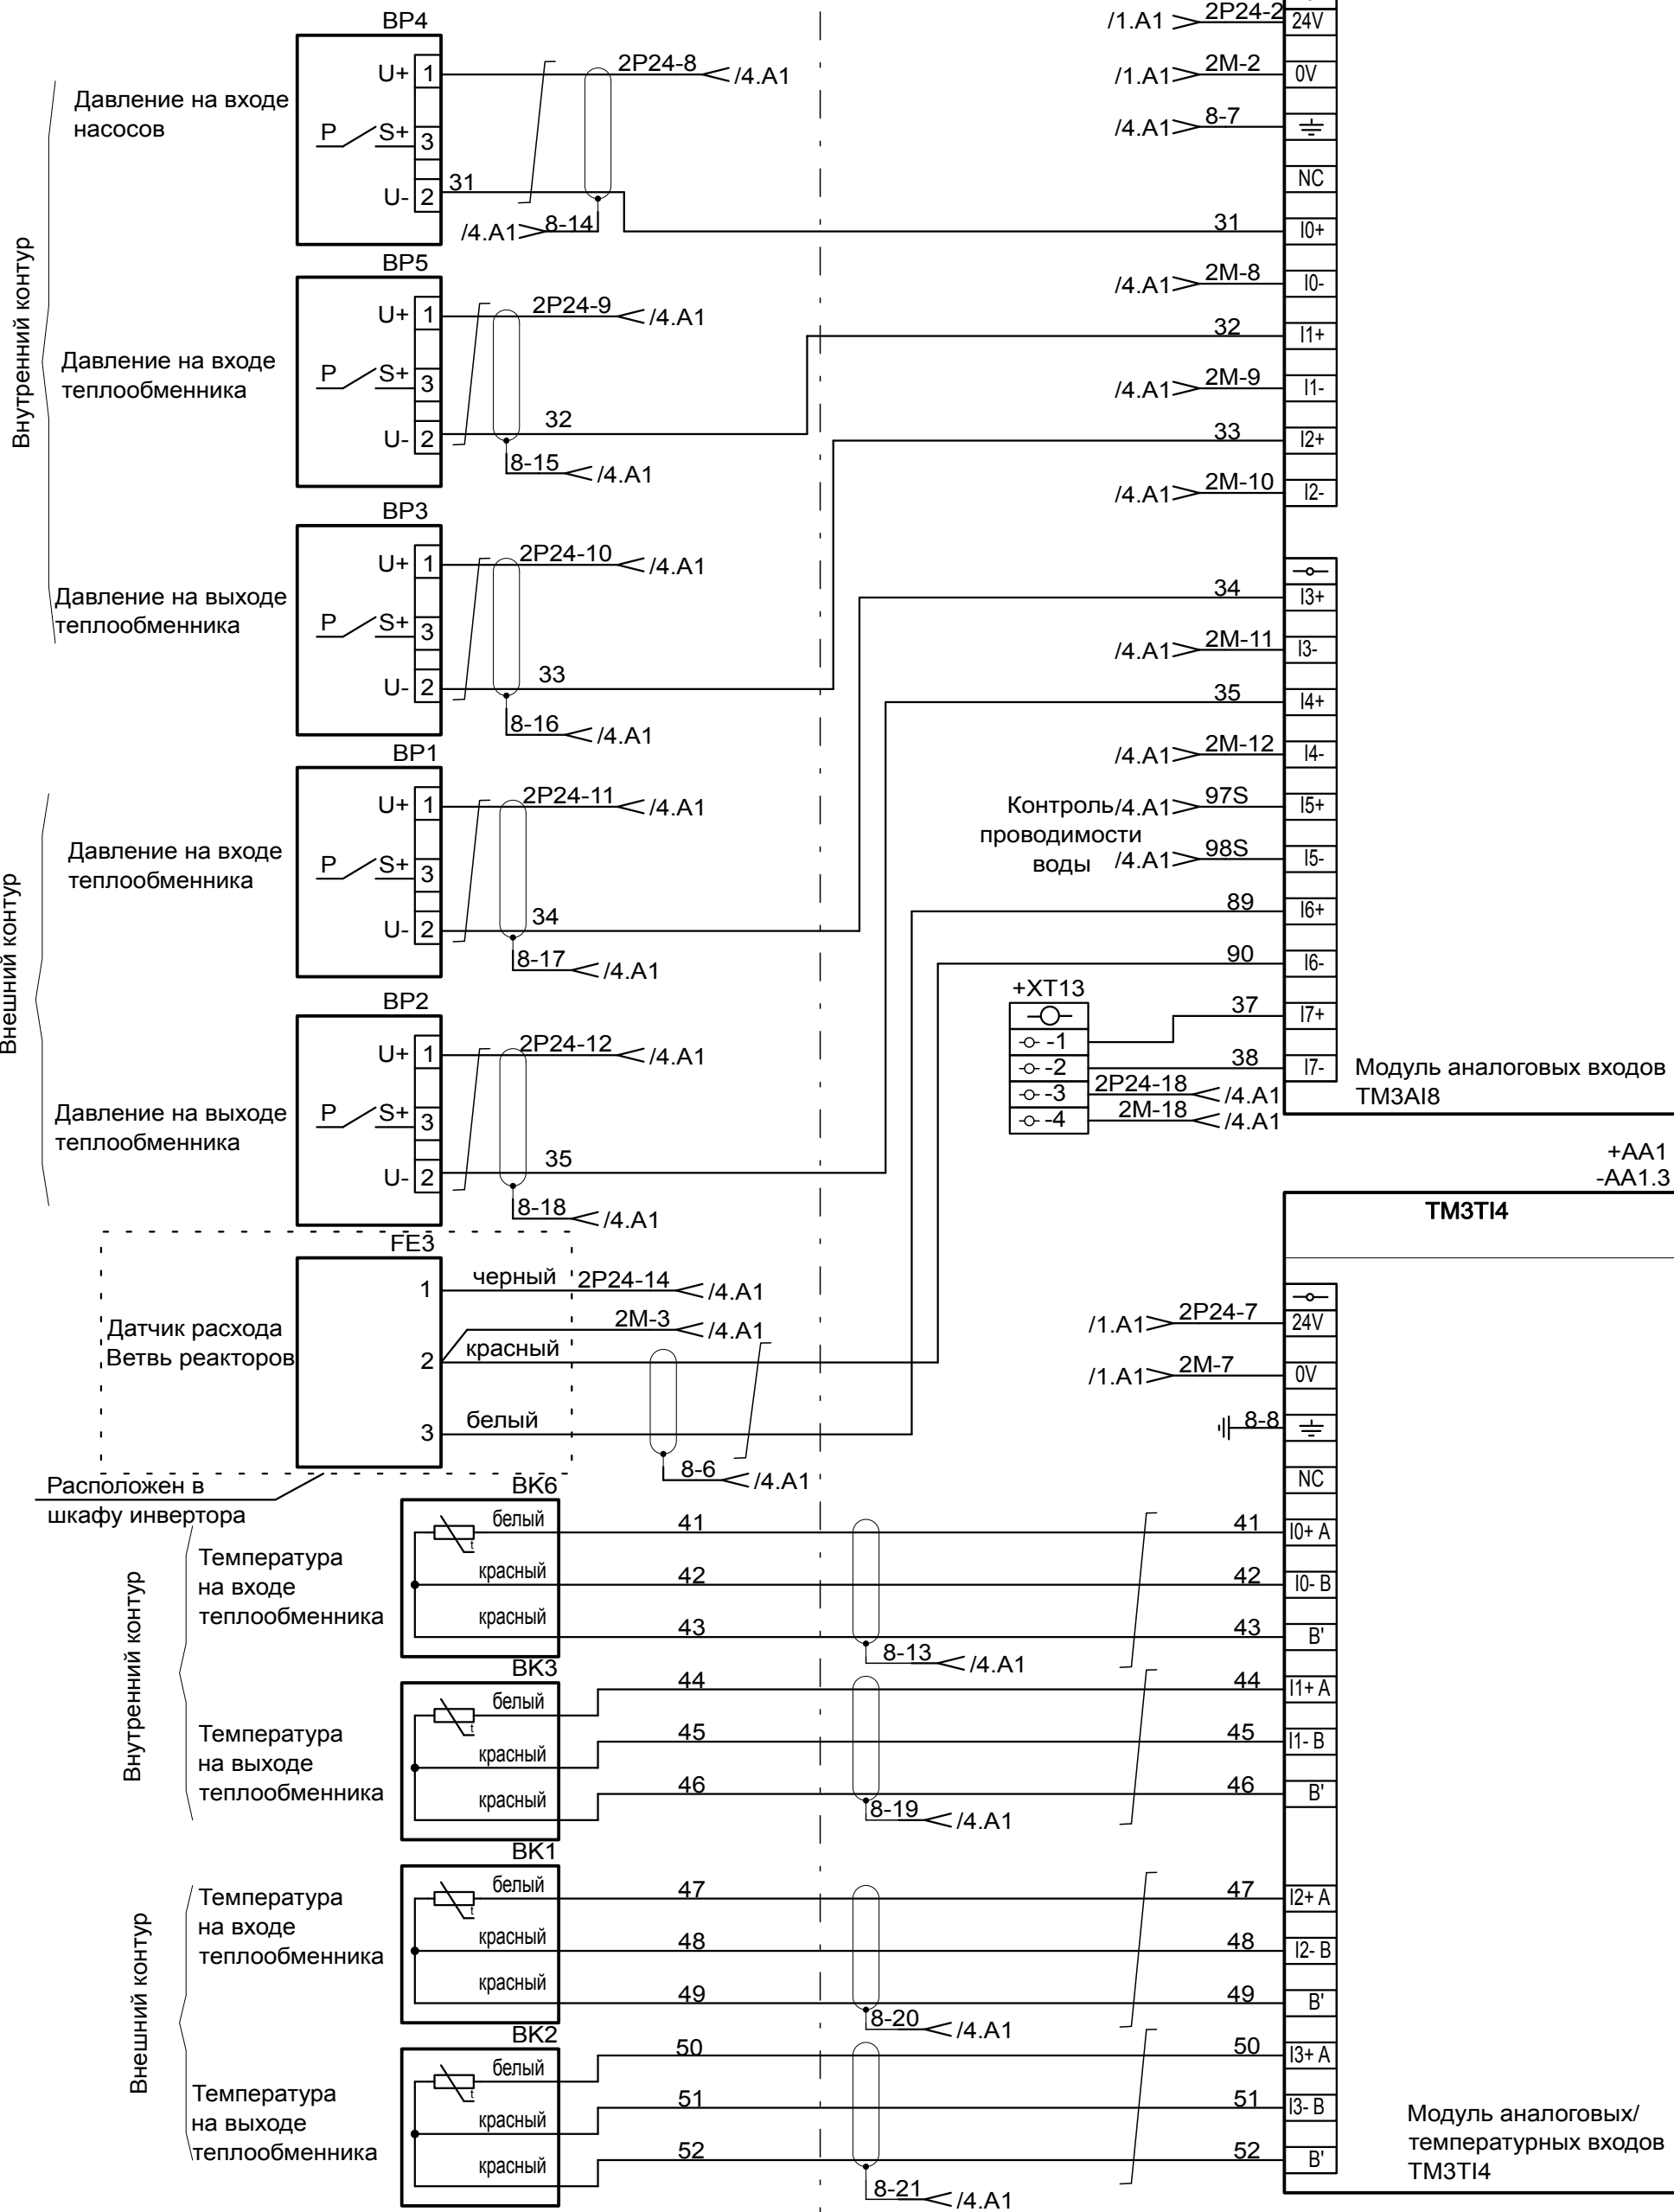 BP4
U+ 1
2P24-8 /4.A1
Давление на входе
насосов
P S+ 3
31
U- 2
/4.A1 8-14
Внутренний контур
BP5
U+ 1
2P24-9 /4.A1
Давление на входе
теплообменника
P S+ 3
32
U- 2
8-15 /4.A1
BP3
U+ 1
2P24-10 /4.A1
Давление на выходе
теплообменника
P S+ 3
33
U- 2
8-16 /4.A1
BP1
U+ 1
2P24-11 /4.A1
Внешний контур
Давление на входе
теплообменника
P S+ 3
34
U- 2
8-17 /4.A1
BP2
U+ 1
2P24-12 /4.A1
Давление на выходе
теплообменника
P S+ 3
35
U- 2
8-18 /4.A1
/1.A1 2P24-2 24V
/1.A1 2M-2 0V
/4.A1 8-7
NC
31 I0+
/4.A1 2M-8 I0-
32 I1+
/4.A1 2M-9 I1-
33 I2+
/4.A1 2M-10 I2-
34 I3+
/4.A1 2M-11 I3-
35 I4+
/4.A1 2M-12 I4-
Контроль /4.A1 97S I5+
проводимости
воды /4.A1 98S I5-
89 I6+
90 I6-
+XT13
37 I7+
-1
-2 38 I7-
-3 2P24-18 /4.A1
-4 2M-18 /4.A1
Модуль аналоговых входов
TM3AI8
+AA1
-AA1.3
TM3TI4
FE3
1 черный 2P24-14 /4.A1
2M-3 /4.A1
Датчик расхода
Ветвь реакторов
2 красный
3 белый
8-6 /4.A1
Расположен в
шкафу инвертора
/1.A1 2P24-7 24V
/1.A1 2M-7 0V
8-8
NC
BK6
белый 41 41 I0+ A
красный 42 42 I0- B
красный 43 43 B'
8-13 /4.A1
Внутренний контур
Температура
на входе
теплообменника
BK3
белый 44 44 I1+ A
красный 45 45 I1- B
красный 46 46 B'
8-19 /4.A1
Температура
на выходе
теплообменника
BK1
белый 47 47 I2+ A
красный 48 48 I2- B
красный 49 49 B'
8-20 /4.A1
Внешний контур
Температура
на входе
теплообменника
BK2
белый 50 50 I3+ A
красный 51 51 I3- B
красный 52 52 B'
8-21 /4.A1
Температура
на выходе
теплообменника
Модуль аналоговых/
температурных входов
TM3TI4